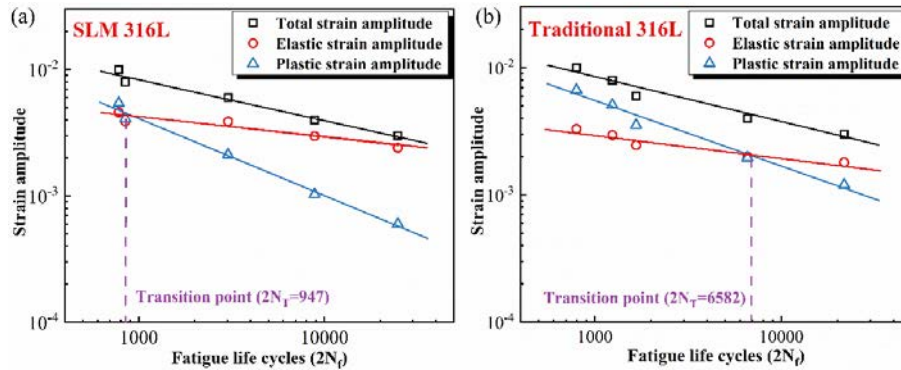 (a)
SLM 316L
Total strain amplitude
Elastic strain amplitude
Plastic strain amplitude
10⁻²
10⁻³
10⁻⁴
Strain amplitude
Transition point (2N_T=947)
1000
10000
Fatigue life cycles (2N_f)
(b)
Traditional 316L
Total strain amplitude
Elastic strain amplitude
Plastic strain amplitude
10⁻²
10⁻³
10⁻⁴
Strain amplitude
Transition point (2N_T=6582)
1000
10000
Fatigue life cycles (2N_f)